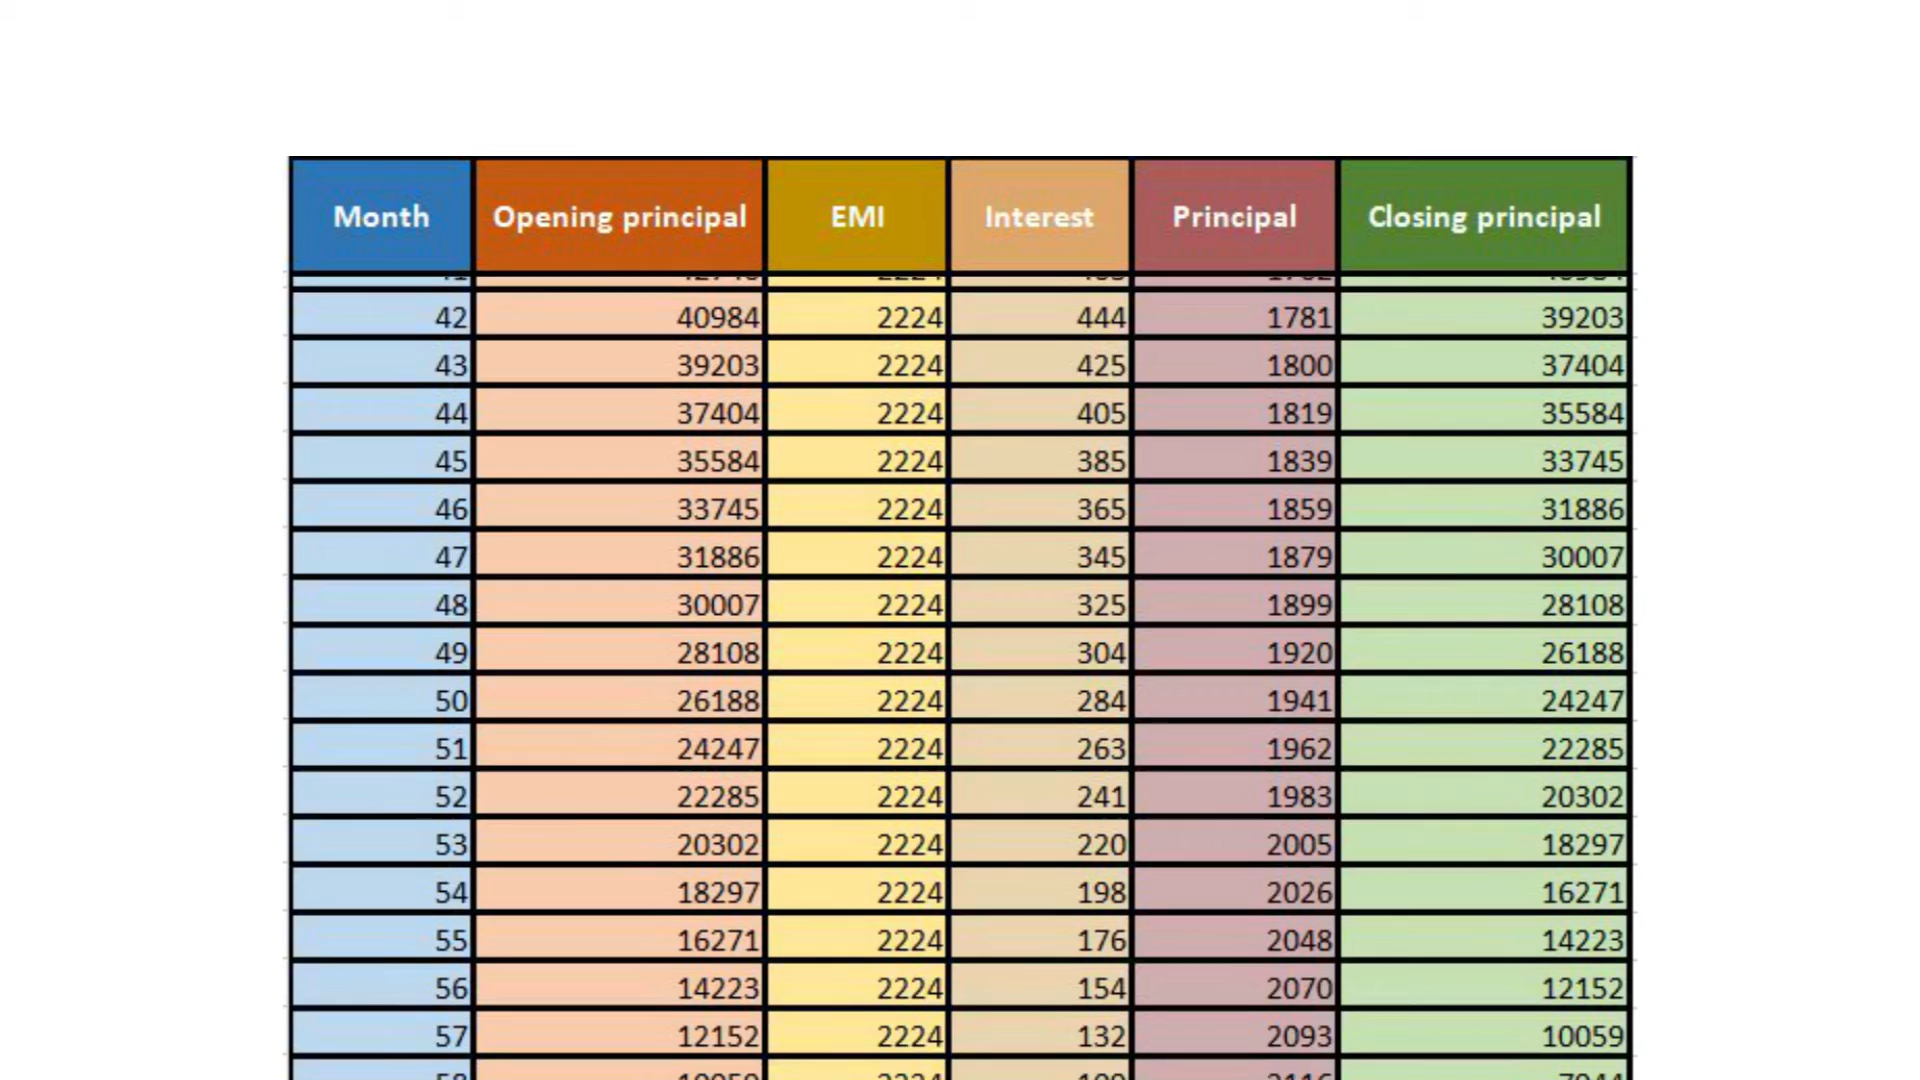 Month Opening principal EMI Interest Principal Closing principal
42 40984 2224 444 1781 39203
43 39203 2224 425 1800 37404
44 37404 2224 405 1819 35584
45 35584 2224 385 1839 33745
46 33745 2224 365 1859 31886
47 31886 2224 345 1879 30007
48 30007 2224 325 1899 28108
49 28108 2224 304 1920 26188
50 26188 2224 284 1941 24247
51 24247 2224 263 1962 22285
52 22285 2224 241 1983 20302
53 20302 2224 220 2005 18297
54 18297 2224 198 2026 16271
55 16271 2224 176 2048 14223
56 14223 2224 154 2070 12152
57 12152 2224 132 2093 10059